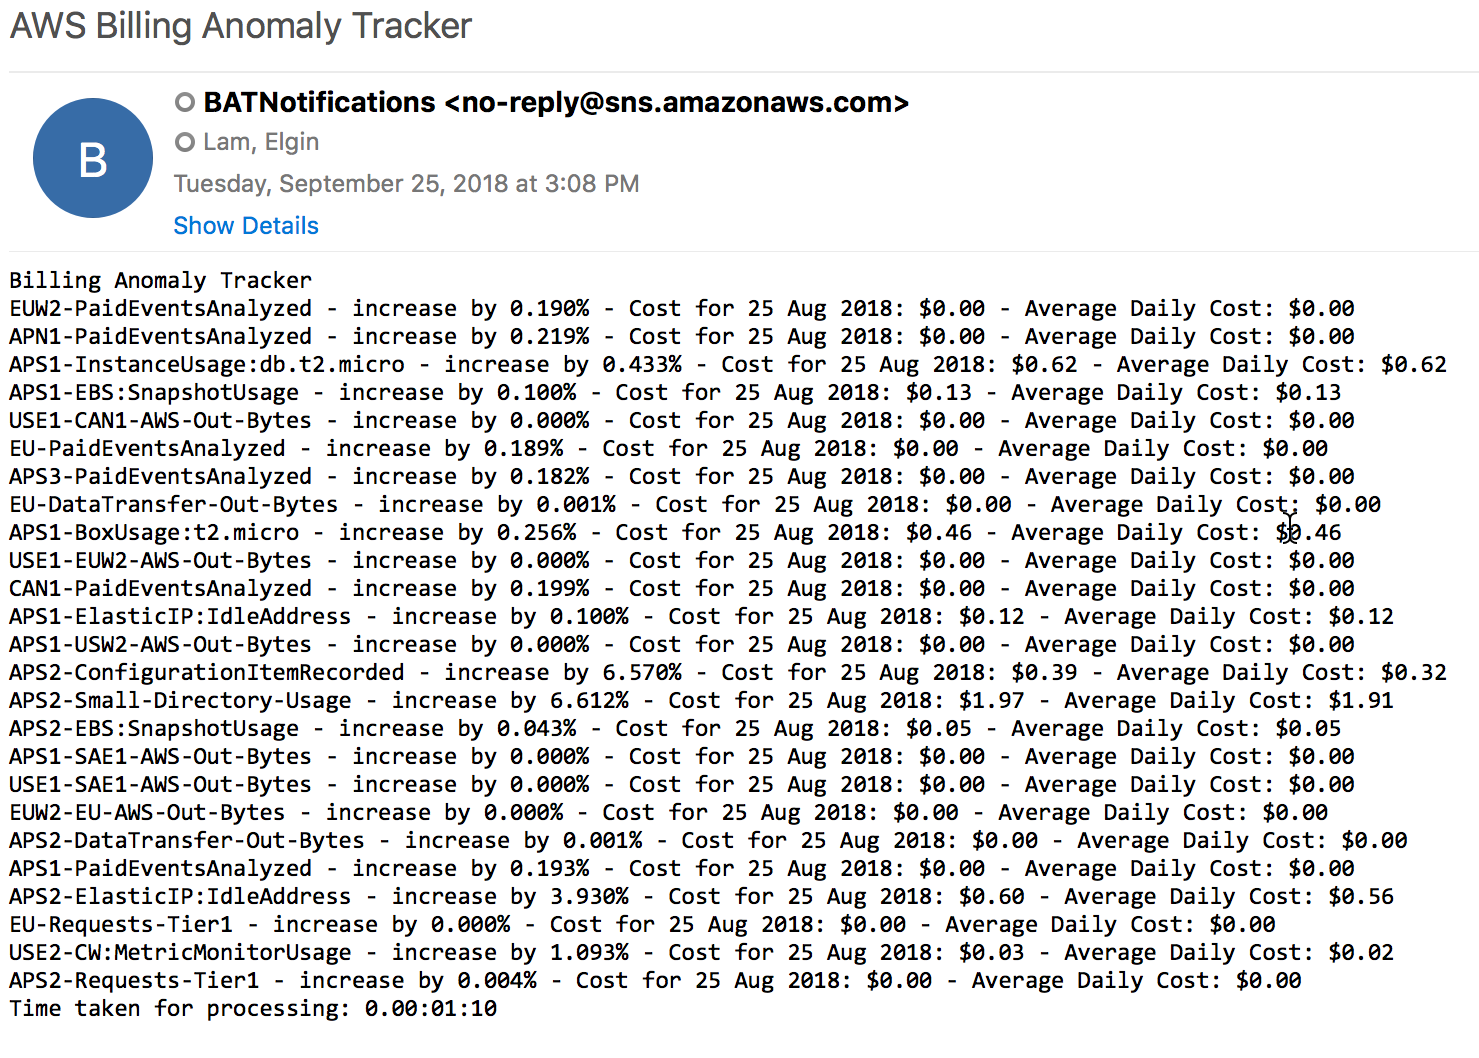 AWS Billing Anomaly Tracker
B
BATNotifications <no-reply@sns.amazonaws.com>
Lam, Elgin
Tuesday, September 25, 2018 at 3:08 PM
Show Details
Billing Anomaly Tracker
EUW2-PaidEventsAnalyzed - increase by 0.190% - Cost for 25 Aug 2018: $0.00 - Average Daily Cost: $0.00
APN1-PaidEventsAnalyzed - increase by 0.219% - Cost for 25 Aug 2018: $0.00 - Average Daily Cost: $0.00
APS1-InstanceUsage:db.t2.micro - increase by 0.433% - Cost for 25 Aug 2018: $0.62 - Average Daily Cost: $0.62
APS1-EBS:SnapshotUsage - increase by 0.100% - Cost for 25 Aug 2018: $0.13 - Average Daily Cost: $0.13
USE1-CAN1-AWS-Out-Bytes - increase by 0.000% - Cost for 25 Aug 2018: $0.00 - Average Daily Cost: $0.00
EU-PaidEventsAnalyzed - increase by 0.189% - Cost for 25 Aug 2018: $0.00 - Average Daily Cost: $0.00
APS3-PaidEventsAnalyzed - increase by 0.182% - Cost for 25 Aug 2018: $0.00 - Average Daily Cost: $0.00
EU-DataTransfer-Out-Bytes - increase by 0.001% - Cost for 25 Aug 2018: $0.00 - Average Daily Cost: $0.00
APS1-BoxUsage:t2.micro - increase by 0.256% - Cost for 25 Aug 2018: $0.46 - Average Daily Cost: $0.46
USE1-EUW2-AWS-Out-Bytes - increase by 0.000% - Cost for 25 Aug 2018: $0.00 - Average Daily Cost: $0.00
CAN1-PaidEventsAnalyzed - increase by 0.199% - Cost for 25 Aug 2018: $0.00 - Average Daily Cost: $0.00
APS1-ElasticIP:IdleAddress - increase by 0.100% - Cost for 25 Aug 2018: $0.12 - Average Daily Cost: $0.12
APS1-USW2-AWS-Out-Bytes - increase by 0.000% - Cost for 25 Aug 2018: $0.00 - Average Daily Cost: $0.00
APS2-ConfigurationItemRecorded - increase by 6.570% - Cost for 25 Aug 2018: $0.39 - Average Daily Cost: $0.32
APS2-Small-Directory-Usage - increase by 6.612% - Cost for 25 Aug 2018: $1.97 - Average Daily Cost: $1.91
APS2-EBS:SnapshotUsage - increase by 0.043% - Cost for 25 Aug 2018: $0.05 - Average Daily Cost: $0.05
APS1-SAE1-AWS-Out-Bytes - increase by 0.000% - Cost for 25 Aug 2018: $0.00 - Average Daily Cost: $0.00
USE1-SAE1-AWS-Out-Bytes - increase by 0.000% - Cost for 25 Aug 2018: $0.00 - Average Daily Cost: $0.00
EUW2-EU-AWS-Out-Bytes - increase by 0.000% - Cost for 25 Aug 2018: $0.00 - Average Daily Cost: $0.00
APS2-DataTransfer-Out-Bytes - increase by 0.001% - Cost for 25 Aug 2018: $0.00 - Average Daily Cost: $0.00
APS1-PaidEventsAnalyzed - increase by 0.193% - Cost for 25 Aug 2018: $0.00 - Average Daily Cost: $0.00
APS2-ElasticIP:IdleAddress - increase by 3.930% - Cost for 25 Aug 2018: $0.60 - Average Daily Cost: $0.56
EU-Requests-Tier1 - increase by 0.000% - Cost for 25 Aug 2018: $0.00 - Average Daily Cost: $0.00
USE2-CW:MetricMonitorUsage - increase by 1.093% - Cost for 25 Aug 2018: $0.03 - Average Daily Cost: $0.02
APS2-Requests-Tier1 - increase by 0.004% - Cost for 25 Aug 2018: $0.00 - Average Daily Cost: $0.00
Time taken for processing: 0.00:01:10